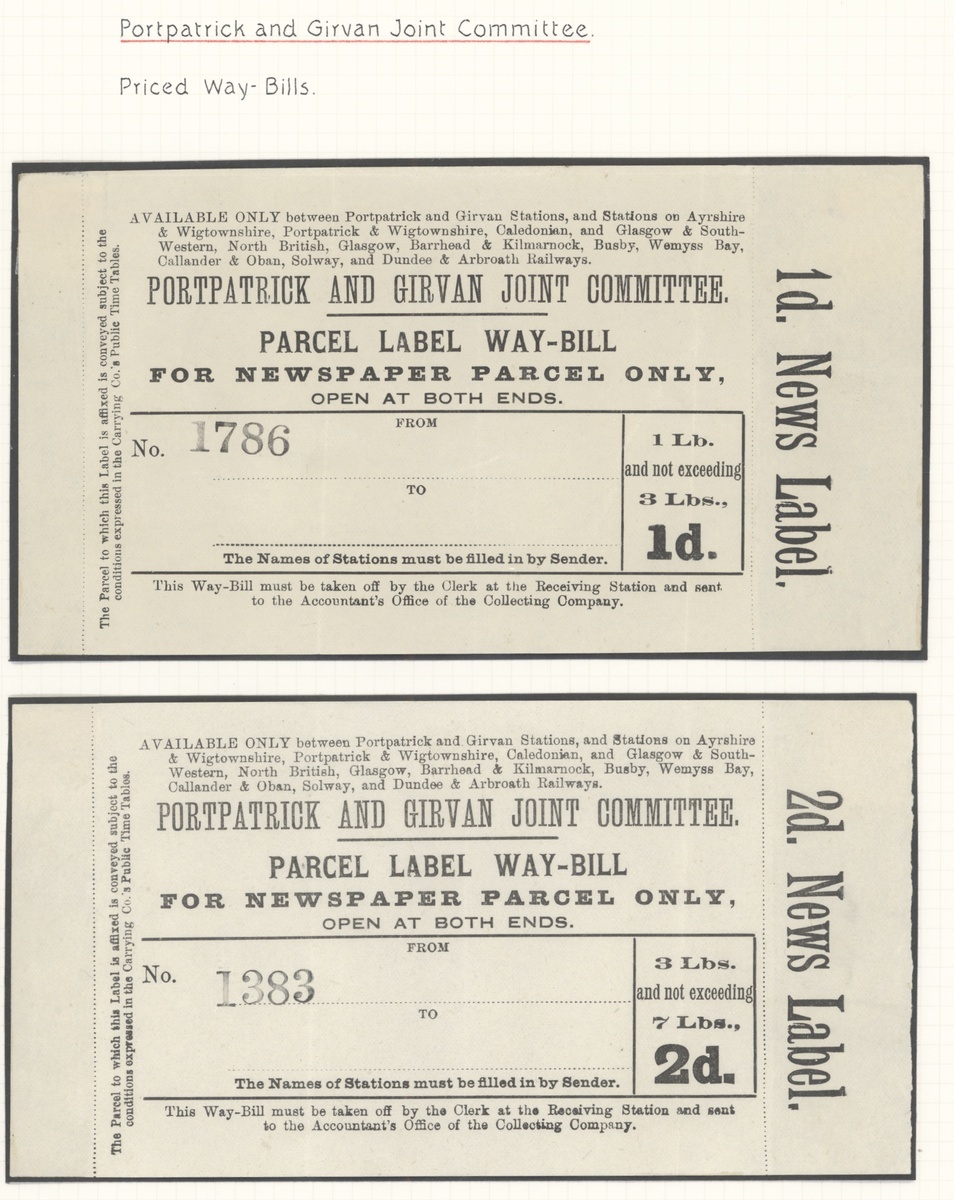 Portpatrick and Girvan Joint Committee.
Priced Way-Bills.
The Parcel to which this Label is affixed is conveyed subject to the
conditions expressed in the Carrying Co.'s Public Time Tables.
AVAILABLE ONLY between Portpatrick and Girvan Stations, and Stations on Ayrshire
& Wigtownshire, Portpatrick & Wigtownshire, Caledonian, and Glasgow & South-
Western, North British, Glasgow, Barrhead & Kilmarnock, Busby, Wemyss Bay,
Callander & Oban, Solway, and Dundee & Arbroath Railways.
PORTPATRICK AND GIRVAN JOINT COMMITTEE.
PARCEL LABEL WAY-BILL
FOR NEWSPAPER PARCEL ONLY,
OPEN AT BOTH ENDS.
No. 1786
FROM
TO
The Names of Stations must be filled in by Sender.
1 Lb.
and not exceeding
3 Lbs.,
1d.
This Way-Bill must be taken off by the Clerk at the Receiving Station and sent
to the Accountant's Office of the Collecting Company.
1d. News Label.
The Parcel to which this Label is affixed is conveyed subject to the
conditions expressed in the Carrying Co.'s Public Time Tables.
AVAILABLE ONLY between Portpatrick and Girvan Stations, and Stations on Ayrshire
& Wigtownshire, Portpatrick & Wigtownshire, Caledonian, and Glasgow & South-
Western, North British, Glasgow, Barrhead & Kilmarnock, Busby, Wemyss Bay,
Callander & Oban, Solway, and Dundee & Arbroath Railways.
PORTPATRICK AND GIRVAN JOINT COMMITTEE.
PARCEL LABEL WAY-BILL
FOR NEWSPAPER PARCEL ONLY,
OPEN AT BOTH ENDS.
No. 1383
FROM
TO
The Names of Stations must be filled in by Sender.
3 Lbs.
and not exceeding
7 Lbs.,
2d.
This Way-Bill must be taken off by the Clerk at the Receiving Station and sent
to the Accountant's Office of the Collecting Company.
2d. News Label.